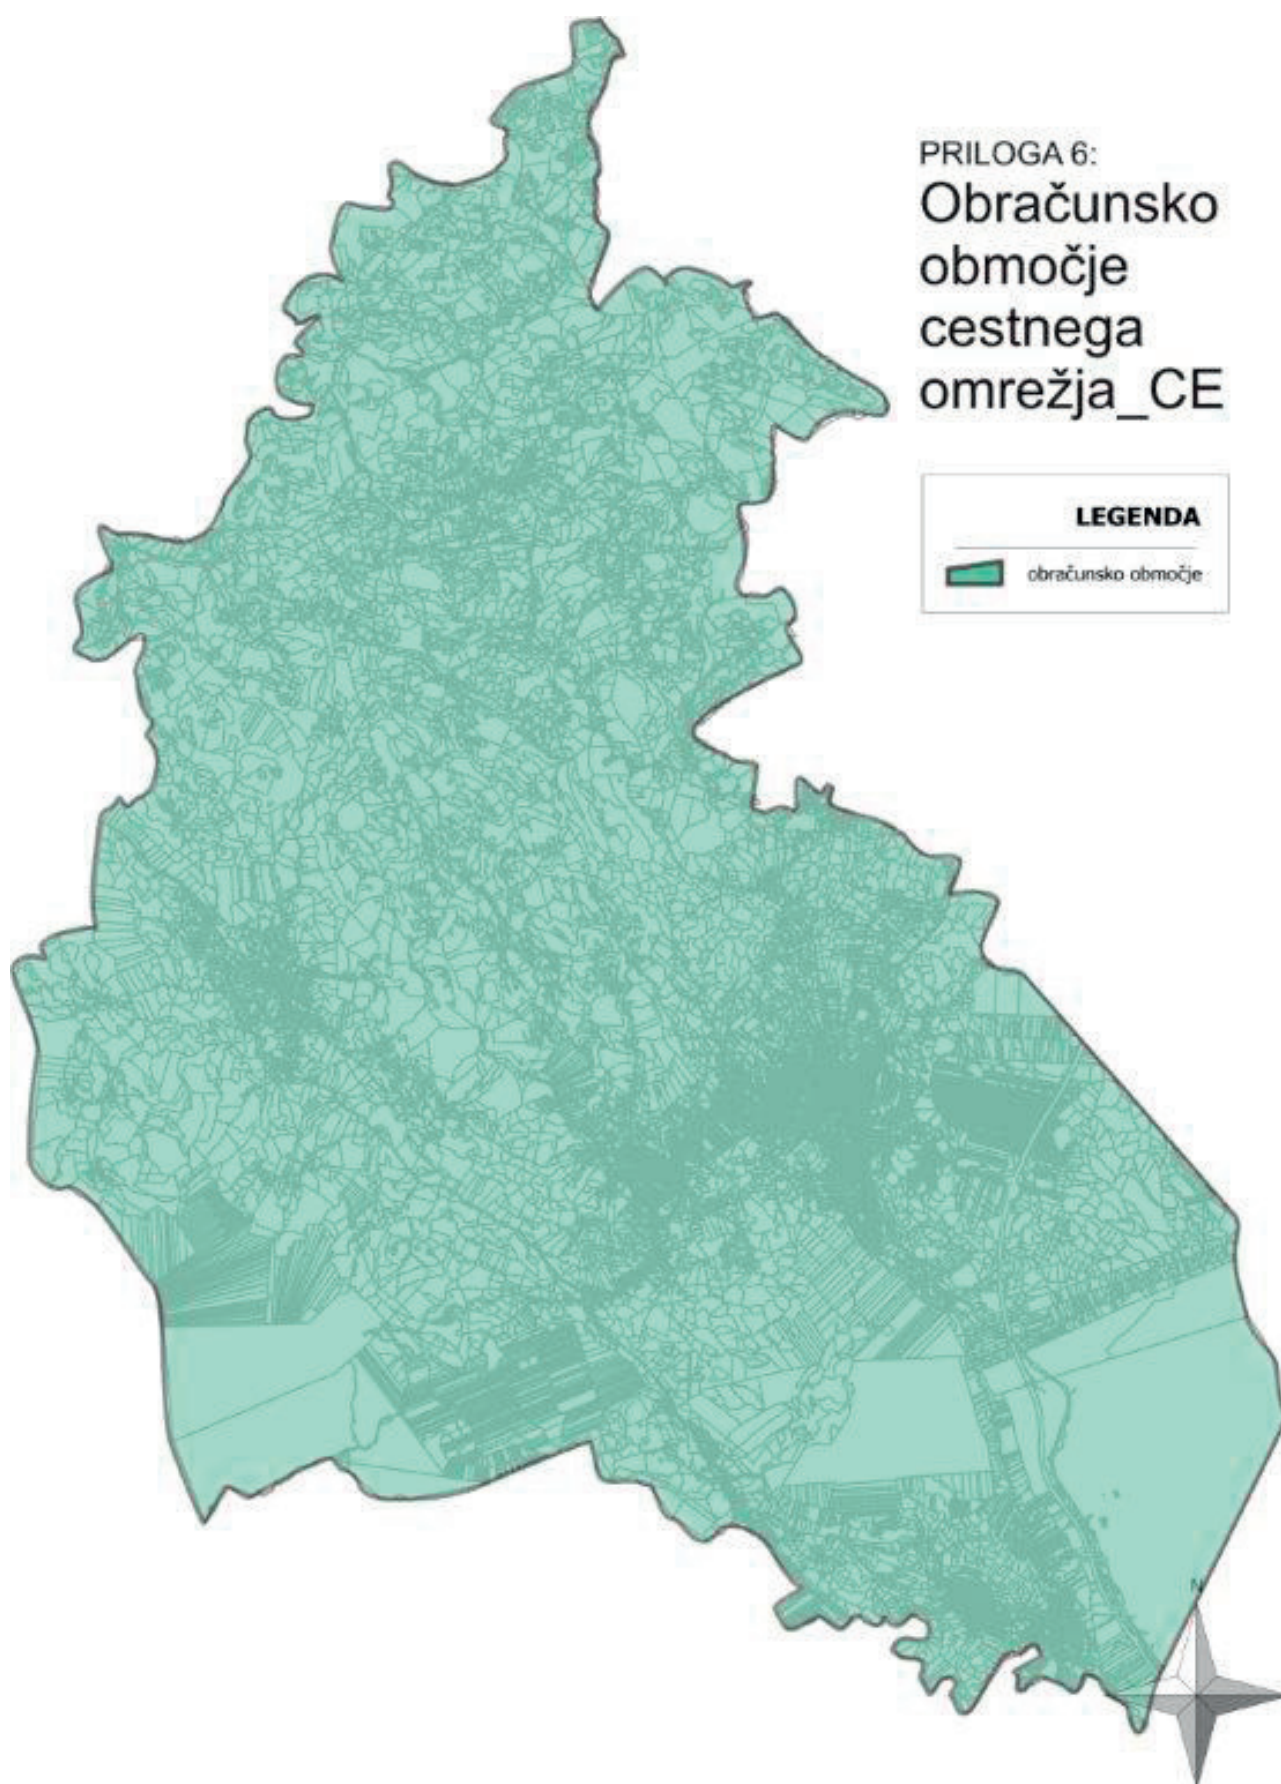 PRILOGA 6:
Obračunsko
območje
cestnega
omrežja_CE
LEGENDA
obračunsko območje
N